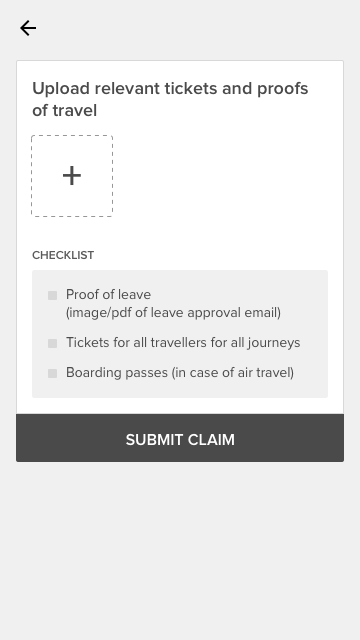 Upload relevant tickets and proofs
of travel
+
CHECKLIST
Proof of leave
(image/pdf of leave approval email)
Tickets for all travellers for all journeys
Boarding passes (in case of air travel)
SUBMIT CLAIM